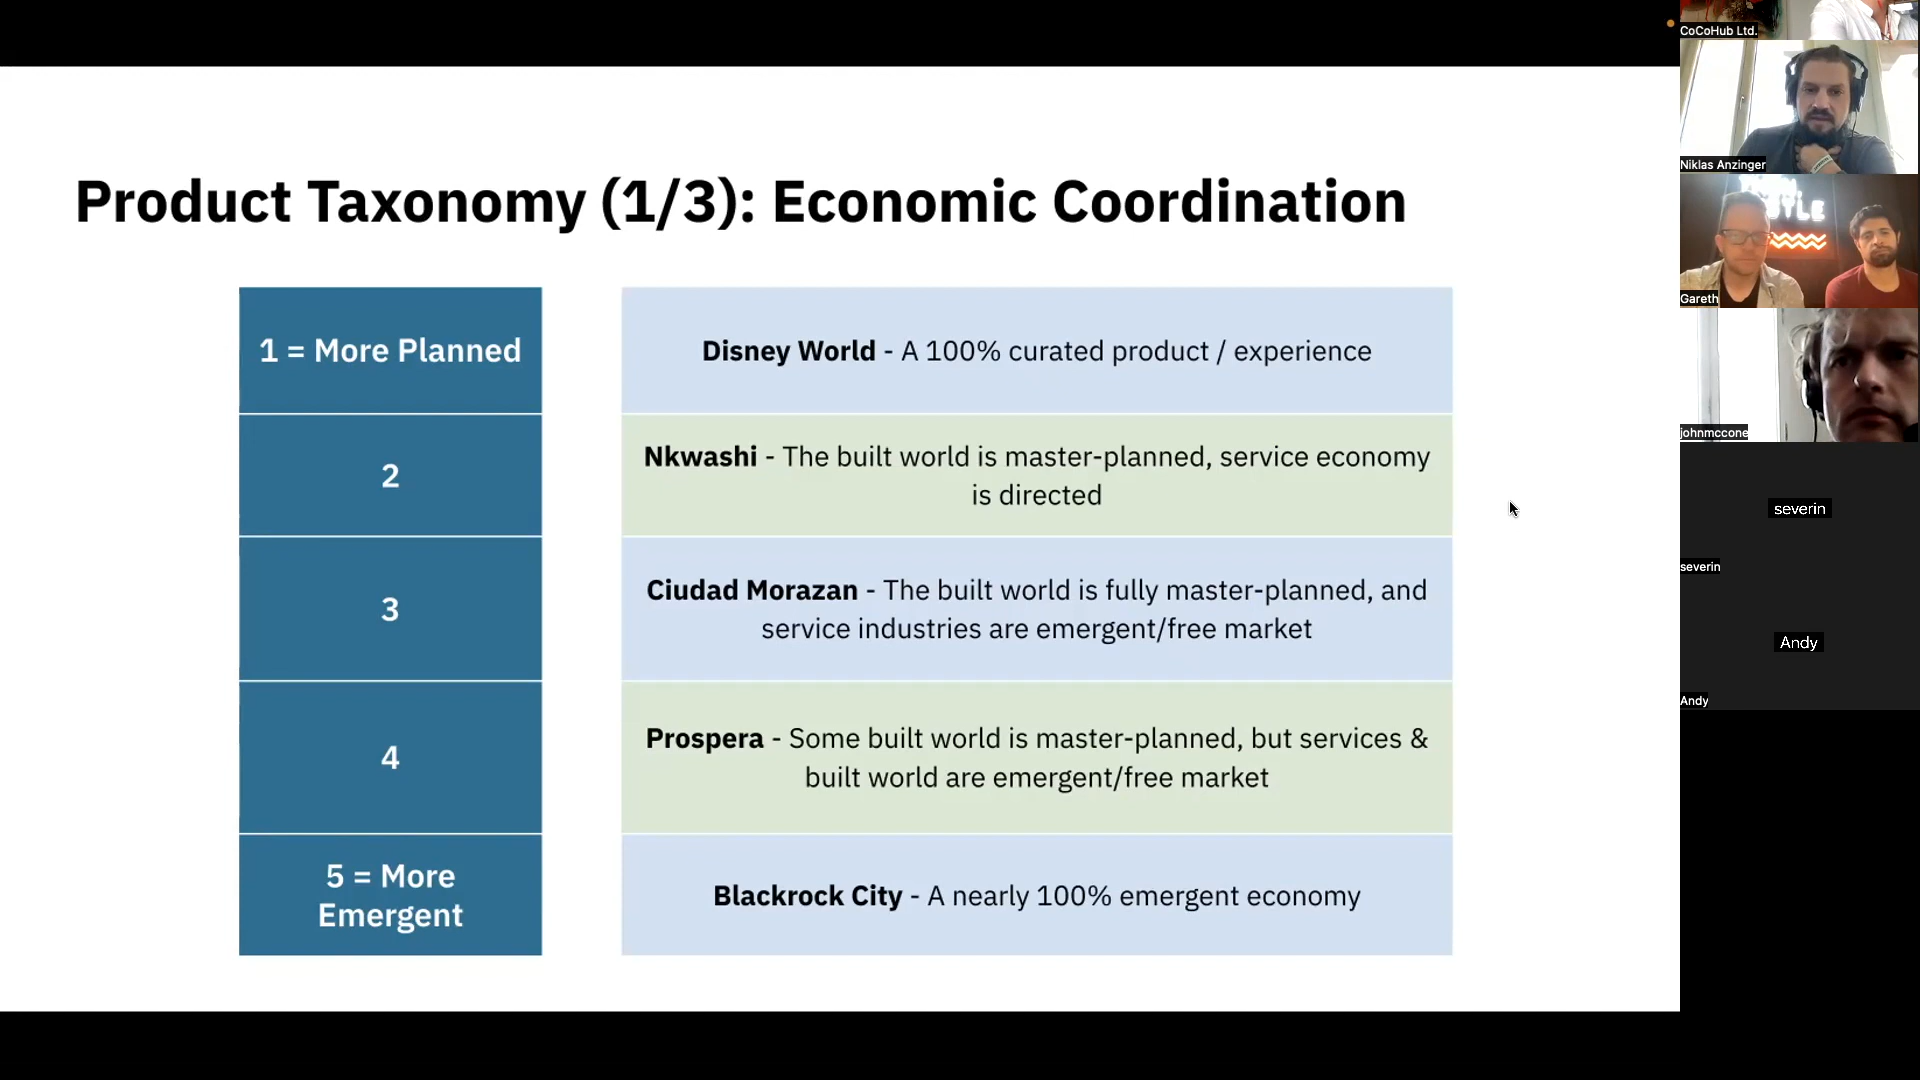 Product Taxonomy (1/3): Economic Coordination
1 = More Planned
Disney World - A 100% curated product / experience
2
Nkwashi - The built world is master-planned, service economy
is directed
3
Ciudad Morazan - The built world is fully master-planned, and
service industries are emergent/free market
4
Prospera - Some built world is master-planned, but services &
built world are emergent/free market
5 = More
Emergent
Blackrock City - A nearly 100% emergent economy
CoCoHub Ltd.
Niklas Anzinger
Gareth
johnmccone
severin
severin
Andy
Andy